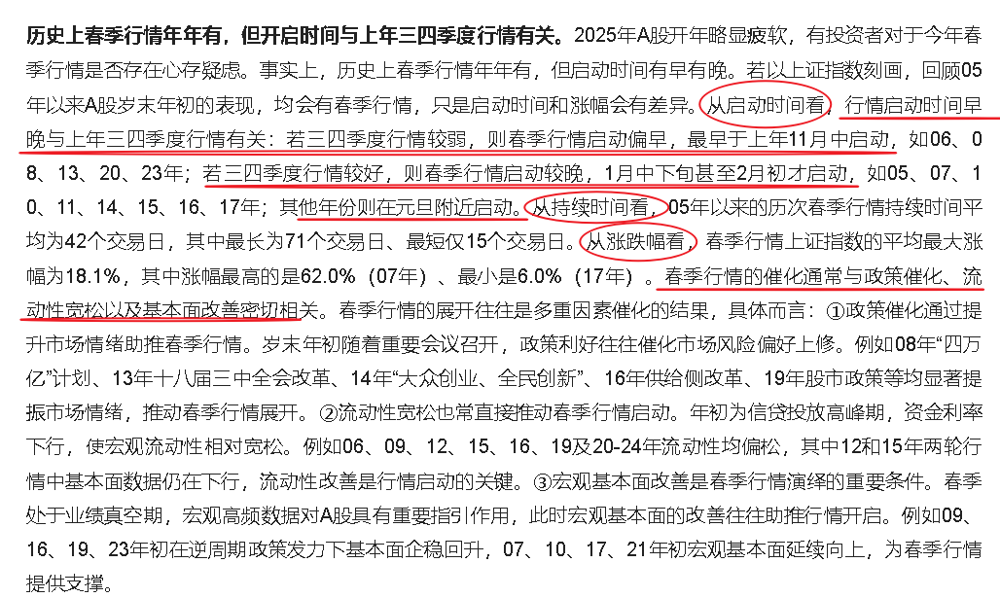 历史上春季行情年年有，但开启时间与上年三四季度行情有关。2025年A股开年略显疲软，有投资者对于今年春
季行情是否存在心存疑虑。事实上，历史上春季行情年年有，但启动时间有早有晚。若以上证指数刻画，回顾05
年以来A股岁末年初的表现，均会有春季行情，只是启动时间和涨幅会有差异。从启动时间看，行情启动时间早
晚与上年三四季度行情有关：若三四季度行情较弱，则春季行情启动偏早，最早于上年11月中启动，如06、0
8、13、20、23年；若三四季度行情较好，则春季行情启动较晚，1月中下旬甚至2月初才启动，如05、07、1
0、11、14、15、16、17年；其他年份则在元旦附近启动。从持续时间看，05年以来的历次春季行情持续时间平
均为42个交易日，其中最长为71个交易日、最短仅15个交易日。从涨跌幅看，春季行情上证指数的平均最大涨
幅为18.1%，其中涨幅最高的是62.0%（07年）、最小是6.0%（17年）。春季行情的催化通常与政策催化、流
动性宽松以及基本面改善密切相关。春季行情的展开往往是多重因素催化的结果，具体而言：①政策催化通过提
升市场情绪助推春季行情。岁末年初随着重要会议召开，政策利好往往催化市场风险偏好上修。例如08年“四万
亿”计划、13年十八届三中全会改革、14年“大众创业、全民创新”、16年供给侧改革、19年股市政策等均显著提
振市场情绪，推动春季行情展开。②流动性宽松也常直接推动春季行情启动。年初为信贷投放高峰期，资金利率
下行，使宏观流动性相对宽松。例如06、09、12、15、16、19及20-24年流动性均偏松，其中12和15年两轮行
情中基本面数据仍在下行，流动性改善是行情启动的关键。③宏观基本面改善是春季行情演绎的重要条件。春季
处于业绩真空期，宏观高频数据对A股具有重要指引作用，此时宏观基本面的改善往往助推行情开启。例如09、
16、19、23年初在逆周期政策发力下基本面企稳回升，07、10、17、21年初宏观基本面延续向上，为春季行情
提供支撑。